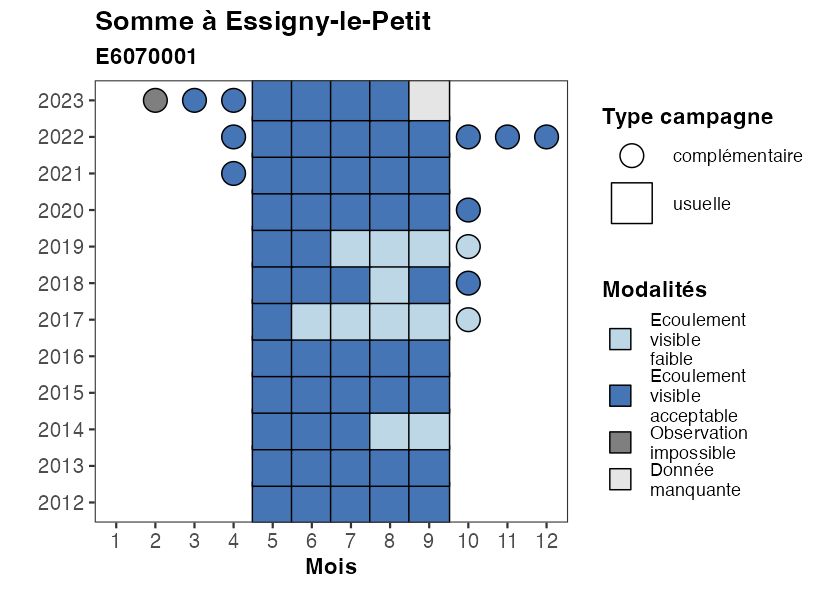 Somme à Essigny-le-Petit
E6070001
2023
2022
2021
2020
2019
2018
2017
2016
2015
2014
2013
2012
1 2 3 4 5 6 7 8 9 10 11 12
Mois
Type campagne
complémentaire
usuelle
Modalités
Ecoulement
visible
faible
Ecoulement
visible
acceptable
Observation
impossible
Donnée
manquante